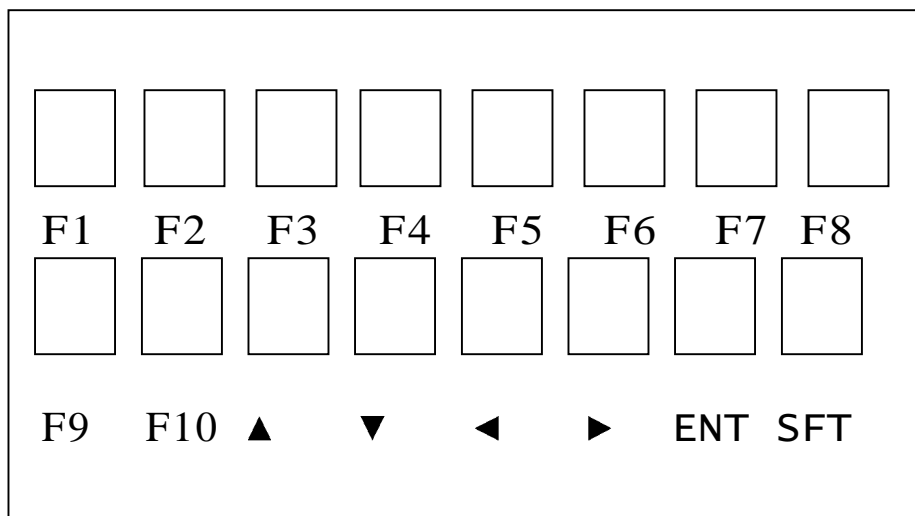 F1 F2 F3 F4 F5 F6 F7 F8
F9 F10 ▲ ▼ ◄ ► ENT SFT